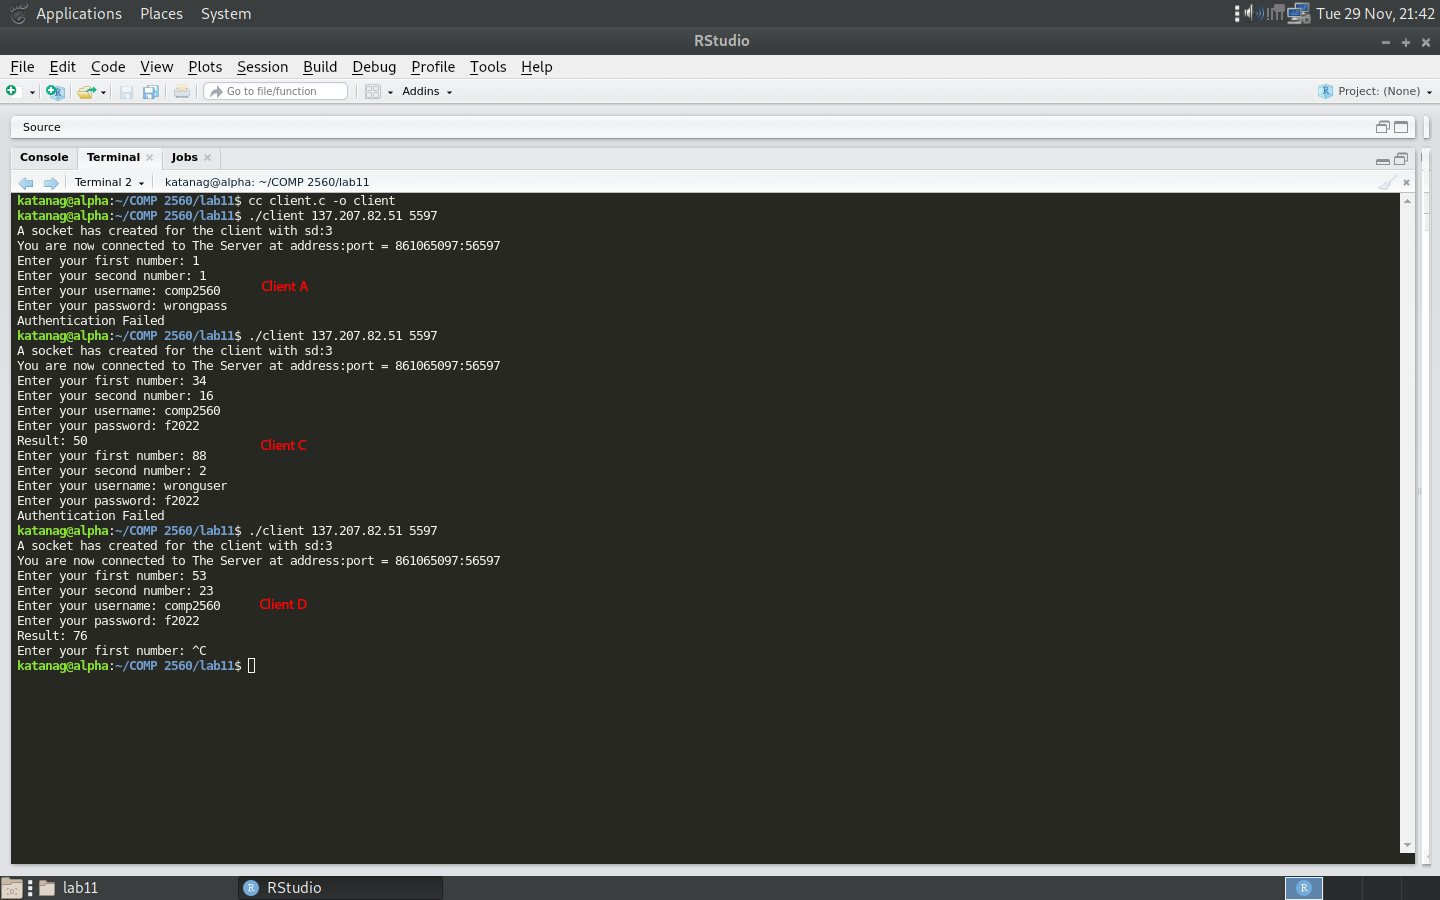 Applications Places System Tue 29 Nov, 21:42
RStudio
File Edit Code View Plots Session Build Debug Profile Tools Help
Go to file/function Addins Project: (None)
Source
Console Terminal Jobs
Terminal 2 katanag@alpha: ~/COMP 2560/lab11
katanag@alpha:~/COMP 2560/lab11$ cc client.c -o client
katanag@alpha:~/COMP 2560/lab11$ ./client 137.207.82.51 5597
A socket has created for the client with sd:3
You are now connected to The Server at address:port = 861065097:56597
Enter your first number: 1
Enter your second number: 1
Client A
Enter your username: comp2560
Enter your password: wrongpass
Authentication Failed
katanag@alpha:~/COMP 2560/lab11$ ./client 137.207.82.51 5597
A socket has created for the client with sd:3
You are now connected to The Server at address:port = 861065097:56597
Enter your first number: 34
Enter your second number: 16
Enter your username: comp2560
Enter your password: f2022
Result: 50
Client C
Enter your first number: 88
Enter your second number: 2
Enter your username: wronguser
Enter your password: f2022
Authentication Failed
katanag@alpha:~/COMP 2560/lab11$ ./client 137.207.82.51 5597
A socket has created for the client with sd:3
You are now connected to The Server at address:port = 861065097:56597
Enter your first number: 53
Enter your second number: 23
Enter your username: comp2560
Client D
Enter your password: f2022
Result: 76
Enter your first number: ^C
katanag@alpha:~/COMP 2560/lab11$
lab11 RStudio